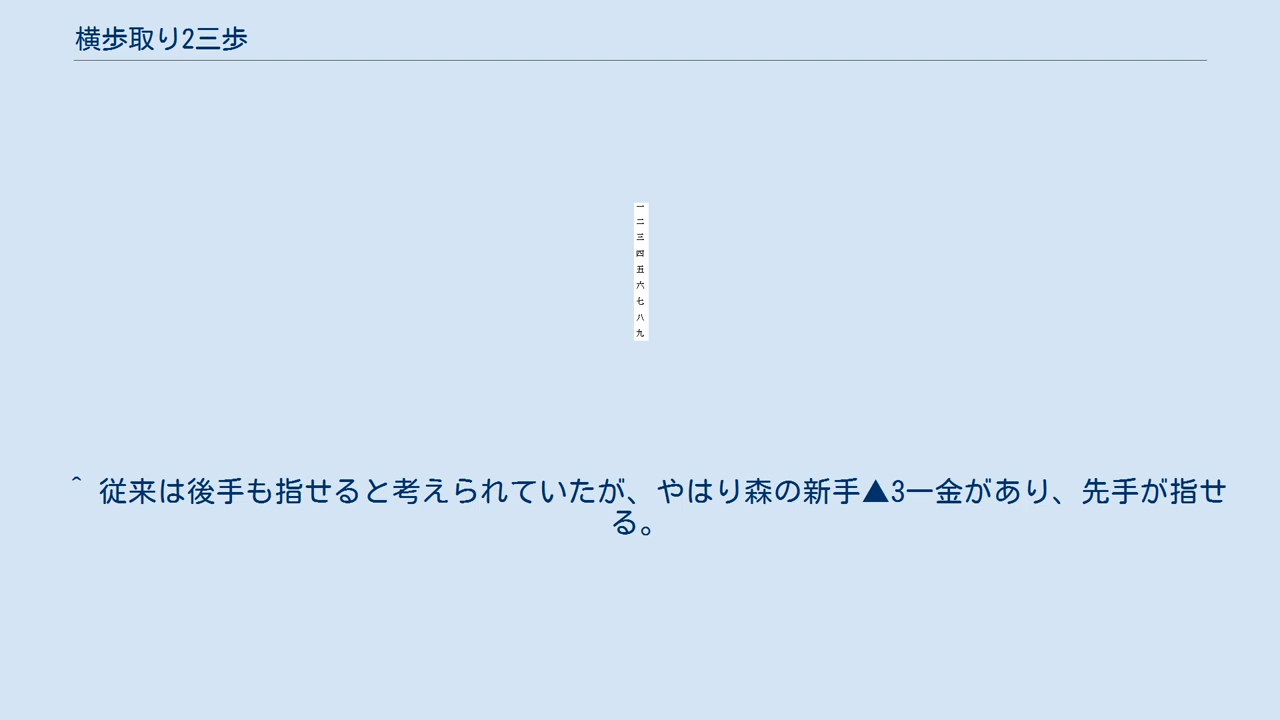 横歩取り2三歩
一
二
三
四
五
六
七
八
九
^ 従来は後手も指せると考えられていたが、やはり森の新手▲3一金があり、先手が指せ
る。